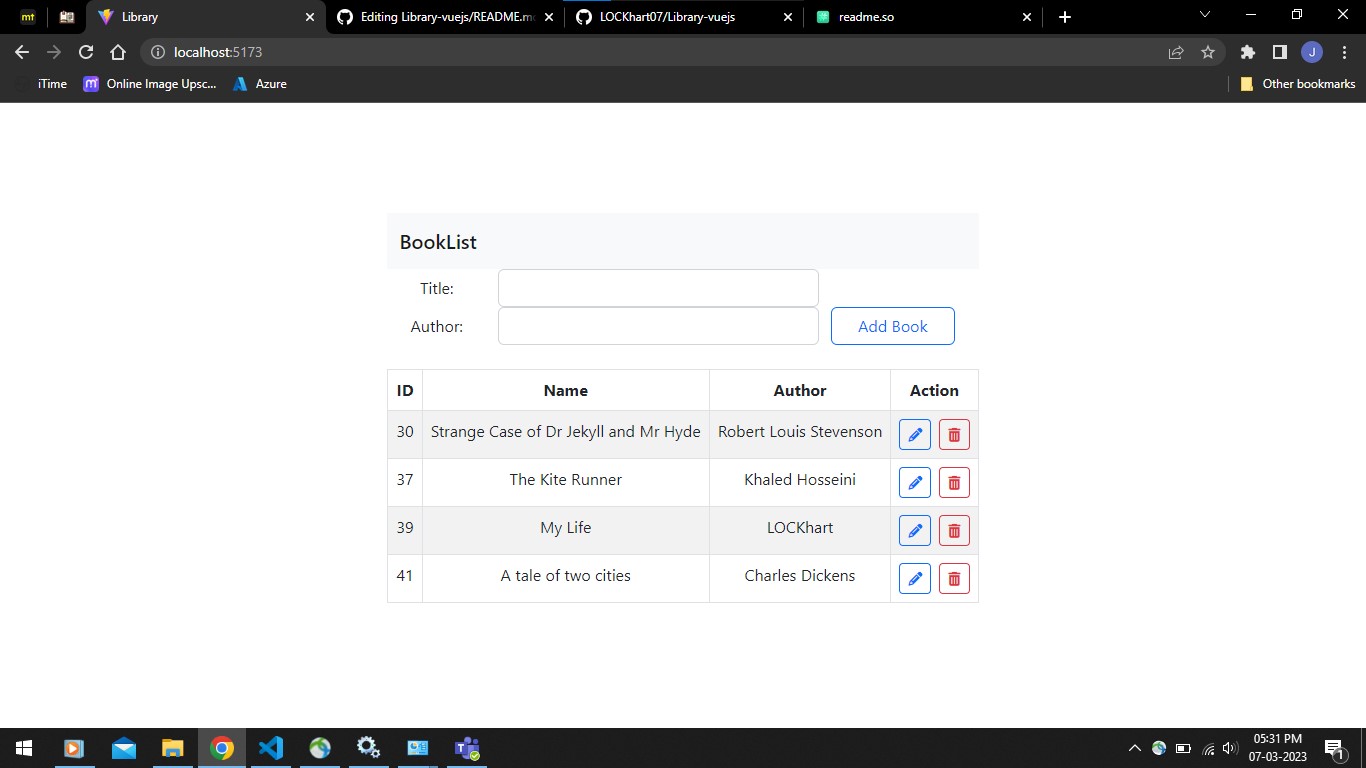 mt
Library
Editing Library-vuejs/README.m
LOCKhart07/Library-vuejs
readme.so
localhost:5173
J
iTime
Online Image Upsc...
Azure
Other bookmarks
BookList
Title:
Author:
Add Book
ID Name Author Action
30 Strange Case of Dr Jekyll and Mr Hyde Robert Louis Stevenson
37 The Kite Runner Khaled Hosseini
39 My Life LOCKhart
41 A tale of two cities Charles Dickens
05:31 PM
07-03-2023
1